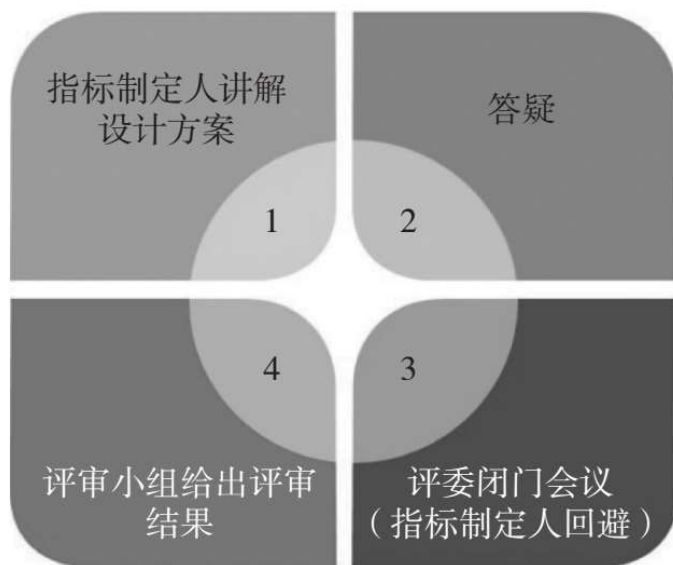 指标制定人讲解
设计方案
1
答疑
2
评委闭门会议
（指标制定人回避）
3
评审小组给出评审
结果
4